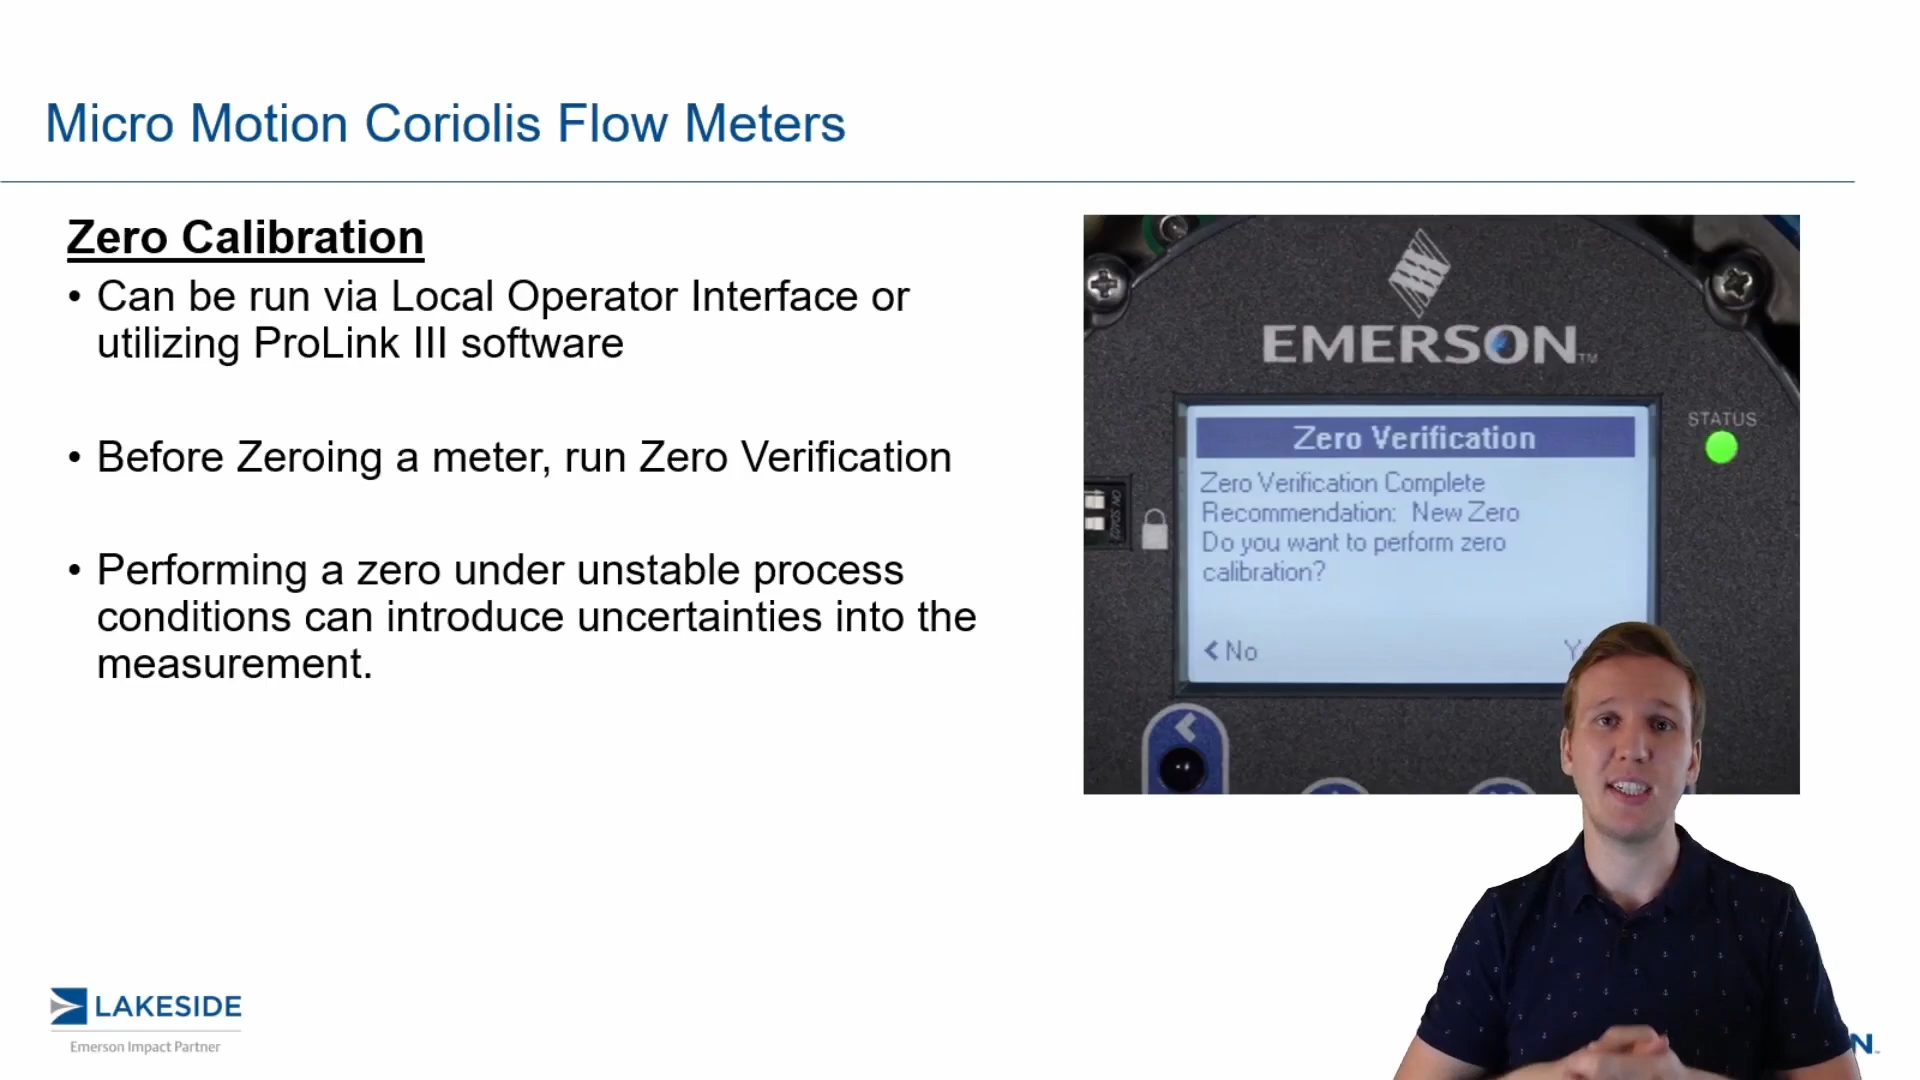 Micro Motion Coriolis Flow Meters
Zero Calibration
• Can be run via Local Operator Interface or
utilizing ProLink III software
• Before Zeroing a meter, run Zero Verification
• Performing a zero under unstable process
conditions can introduce uncertainties into the
measurement.
EMERSON™
STATUS
Zero Verification
Zero Verification Complete
Recommendation: New Zero
Do you want to perform zero
calibration?
No
LAKESIDE
Emerson Impact Partner